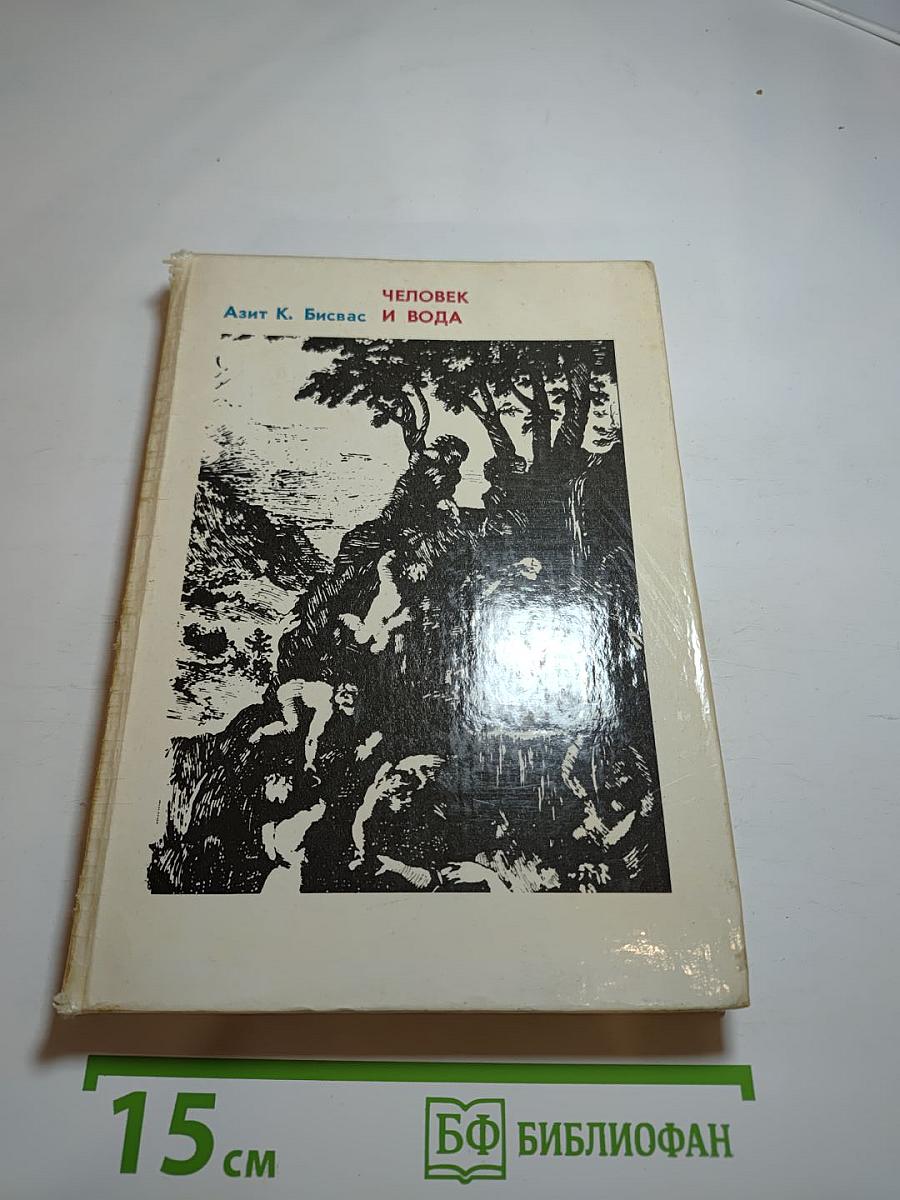 ЧЕЛОВЕК
Азит К. Бисвас И ВОДА
15 см
БФ БИБЛИОФАН